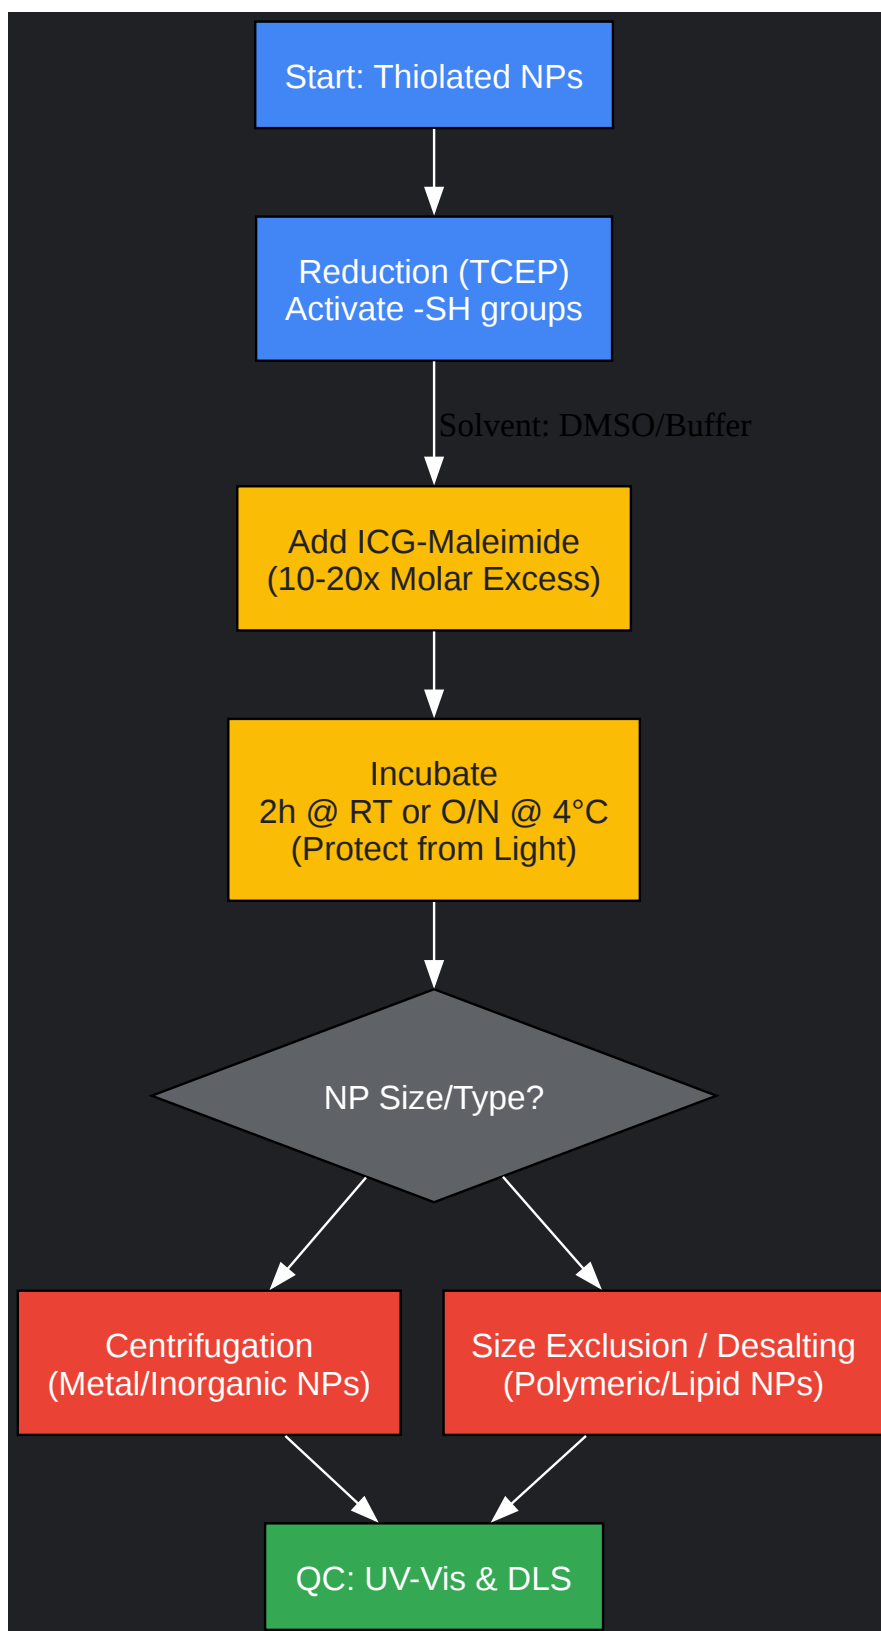 Start: Thiolated NPs
Reduction (TCEP)
Activate -SH groups
Solvent: DMSO/Buffer
Add ICG-Maleimide
(10-20x Molar Excess)
Incubate
2h @ RT or O/N @ 4°C
(Protect from Light)
NP Size/Type?
Centrifugation
(Metal/Inorganic NPs)
Size Exclusion / Desalting
(Polymeric/Lipid NPs)
QC: UV-Vis & DLS